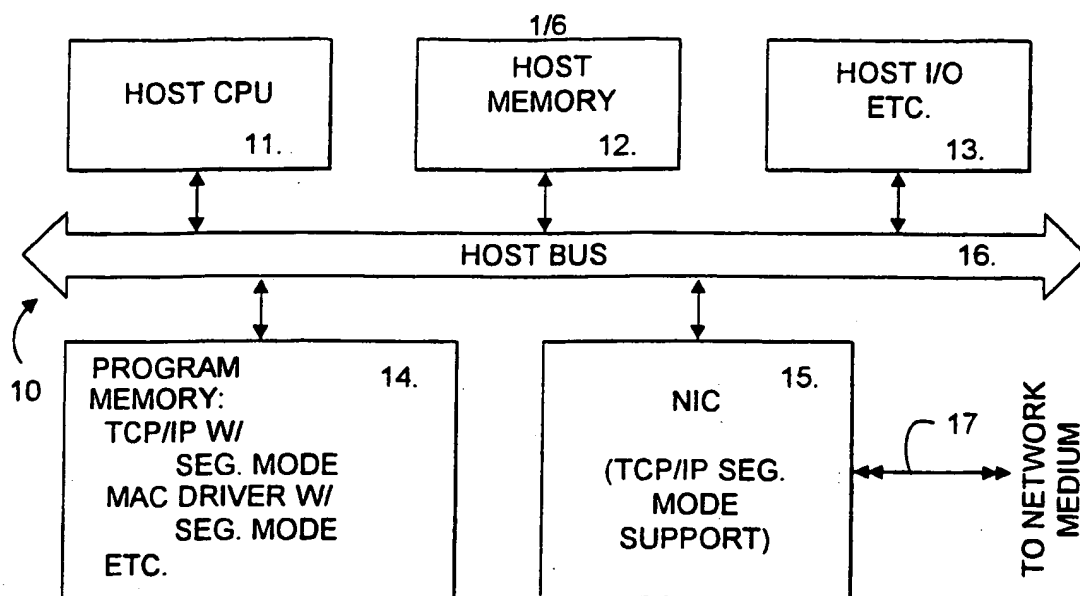 1/6
HOST CPU
11.
HOST
MEMORY
12.
HOST I/O
ETC.
13.
HOST BUS
16.
10
PROGRAM
MEMORY:
TCP/IP W/
SEG. MODE
MAC DRIVER W/
SEG. MODE
ETC.
14.
15.
NIC
(TCP/IP SEG.
MODE
SUPPORT)
17
TO NETWORK
MEDIUM